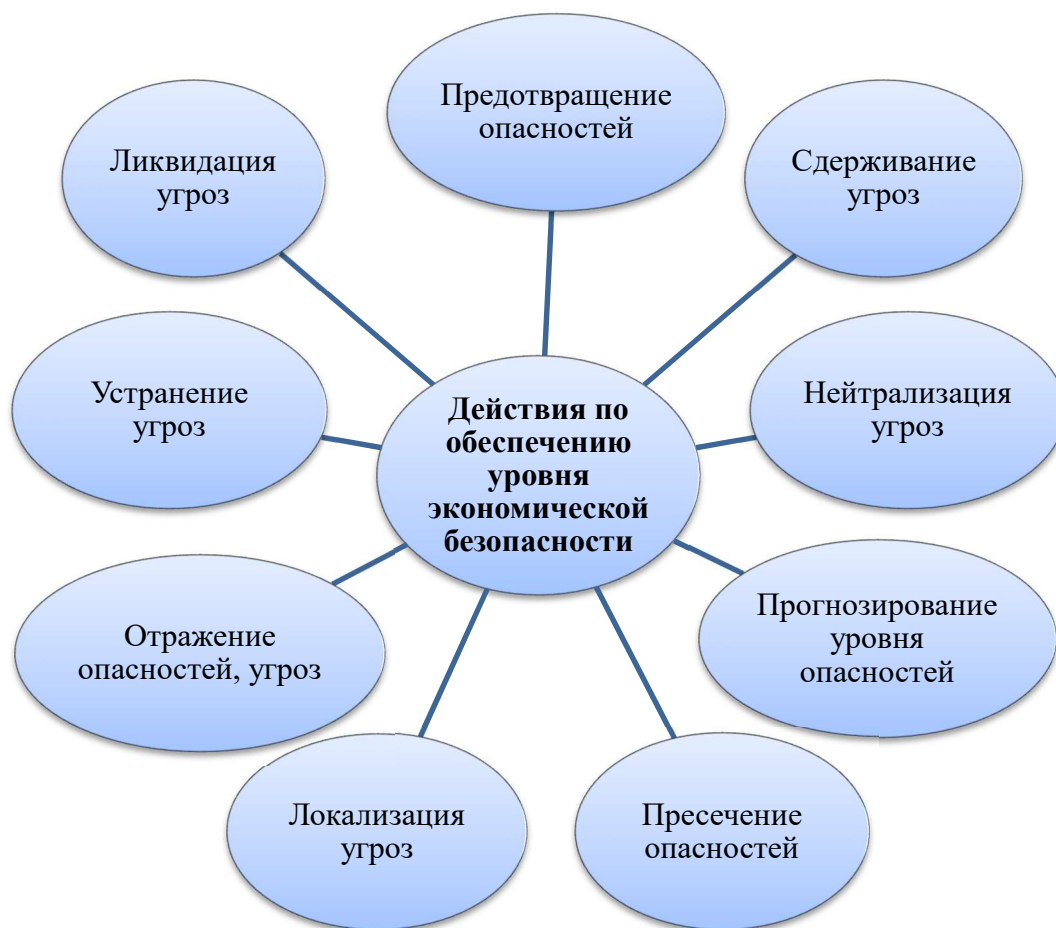 Предотвращение
опасностей
Ликвидация
угроз
Сдерживание
угроз
Устранение
угроз
Действия по
обеспечению
уровня
экономической
безопасности
Нейтрализация
угроз
Отражение
опасностей, угроз
Прогнозирование
уровня
опасностей
Локализация
угроз
Пресечение
опасностей